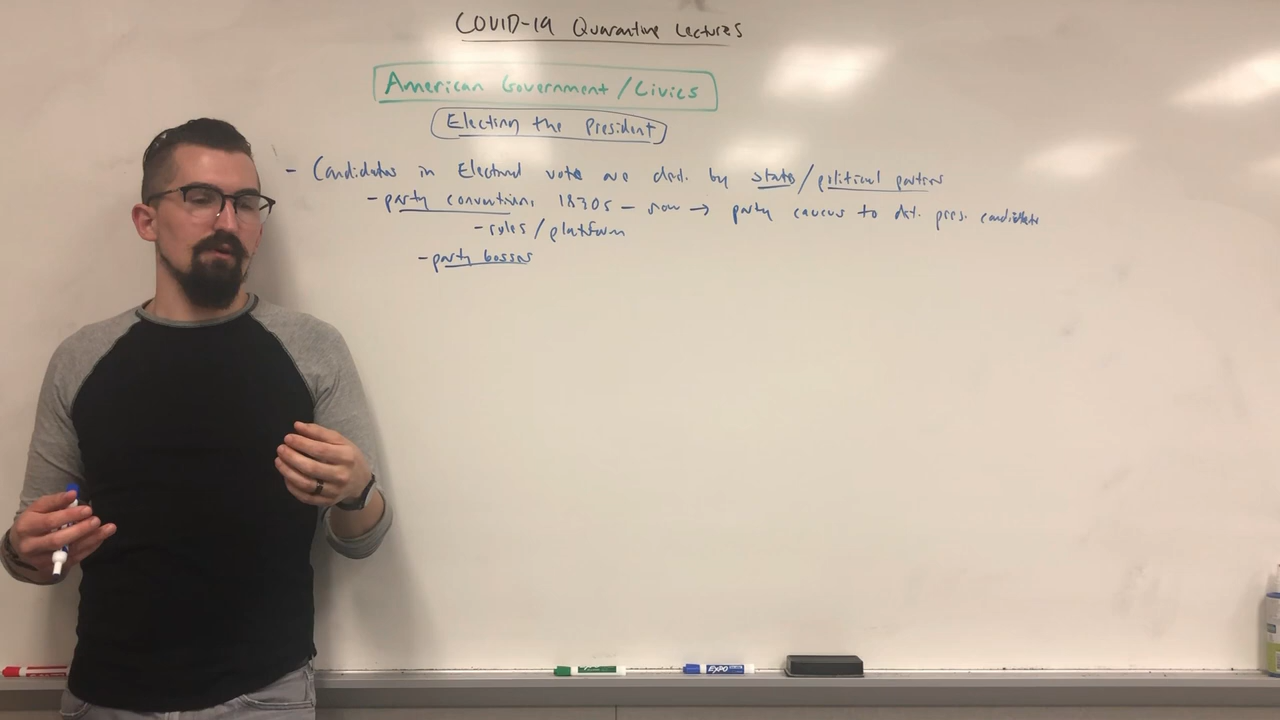 COVID-19 Quarantine Lectures
American Government/Civics
Electing the President
- Candidates in Electoral vote are det. by states/political parties
- party conventions 1830s - now → party caucus to det. pres. candidate
- rules/platform
- party bosses
EXPO